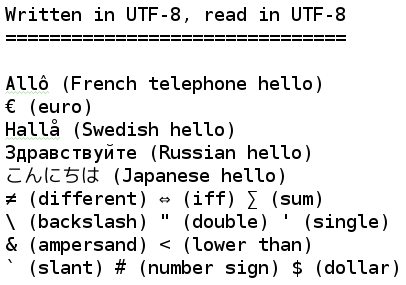 Written in UTF-8, read in UTF-8
===============================
Allô (French telephone hello)
€ (euro)
Hallå (Swedish hello)
Здравствуйте (Russian hello)
こんにちは (Japanese hello)
≠ (different) ⇔ (iff) ∑ (sum)
\ (backslash) " (double) ' (single)
& (ampersand) < (lower than)
` (slant) # (number sign) $ (dollar)